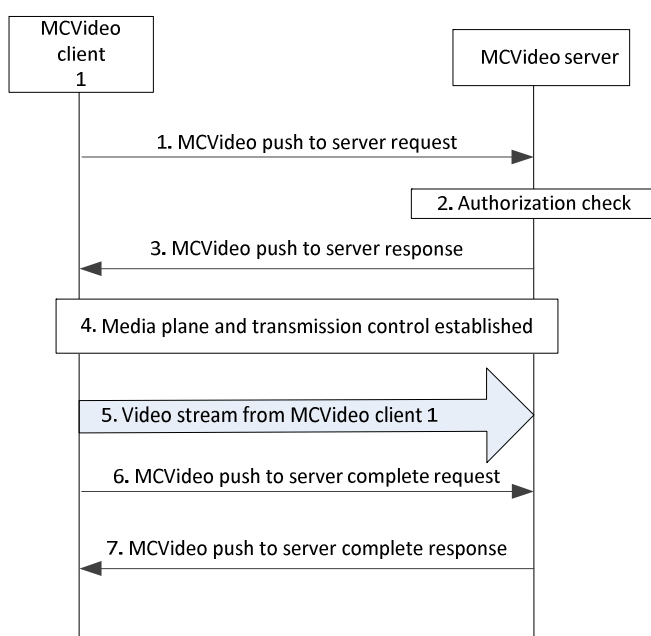 MCVideo
client
1
MCVideo server
1. MCVideo push to server request
2. Authorization check
3. MCVideo push to server response
4. Media plane and transmission control established
5. Video stream from MCVideo client 1
6. MCVideo push to server complete request
7. MCVideo push to server complete response